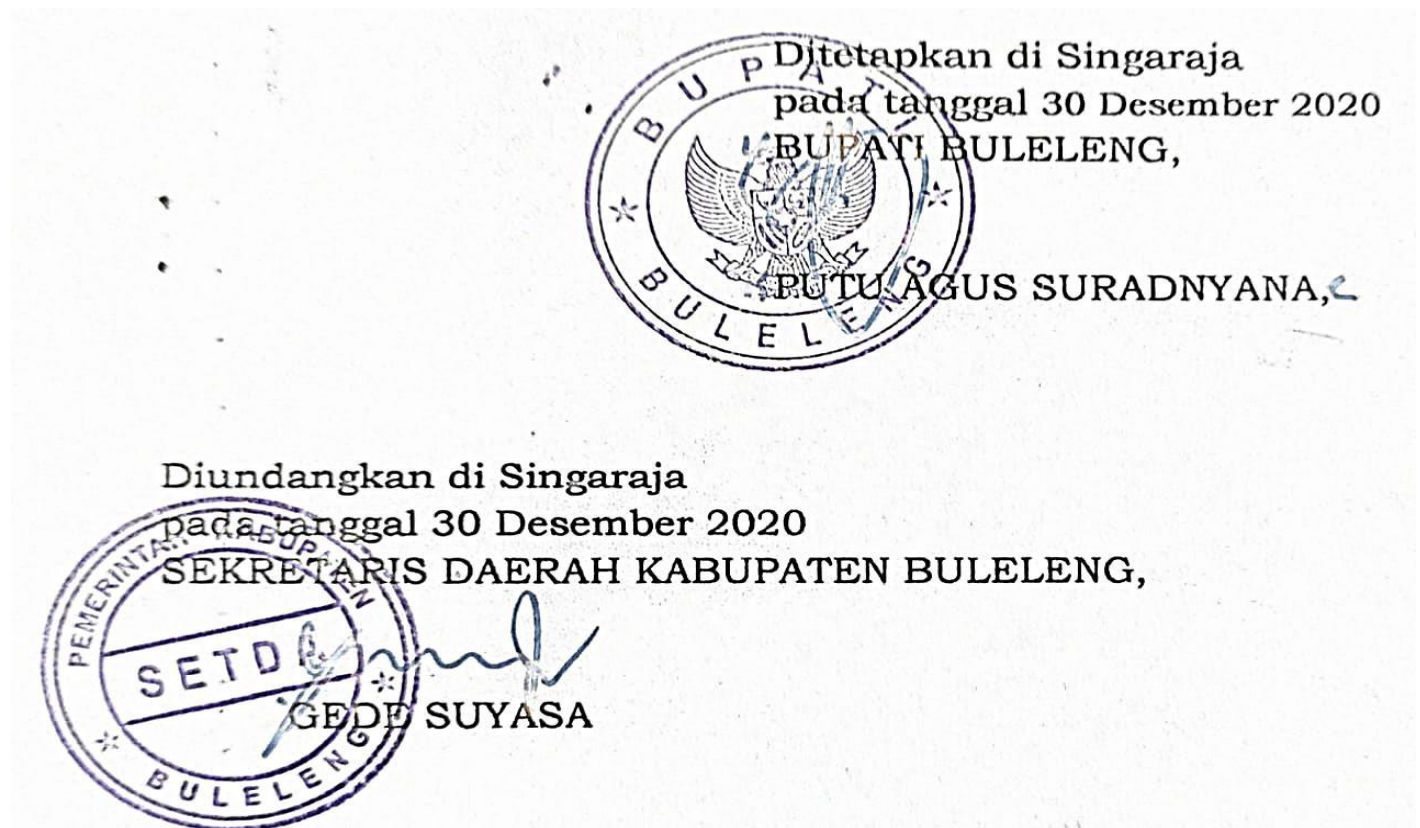 Ditetapkan di Singaraja
pada tanggal 30 Desember 2020
BUPATI BULELENG,
BUPATI
BULELENG
PUTU AGUS SURADNYANA,
Diundangkan di Singaraja
pada tanggal 30 Desember 2020
SEKRETARIS DAERAH KABUPATEN BULELENG,
PEMERINTAH KABUPATEN
SETDA
BULELENG
GEDE SUYASA